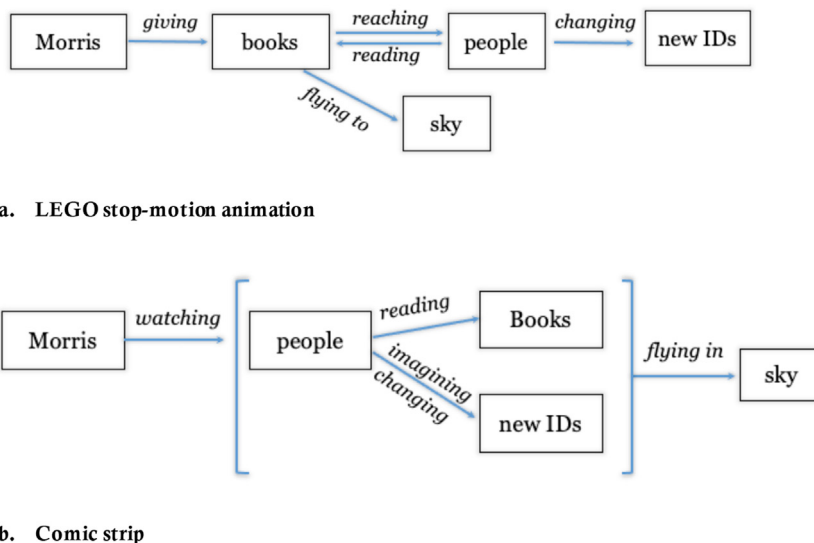 giving
reaching
changing
Morris
books
people
new IDs
reading
flying to
sky
a. LEGO stop-motion animation
watching
reading
Books
Morris
people
imagining
changing
flying in
sky
new IDs
b. Comic strip